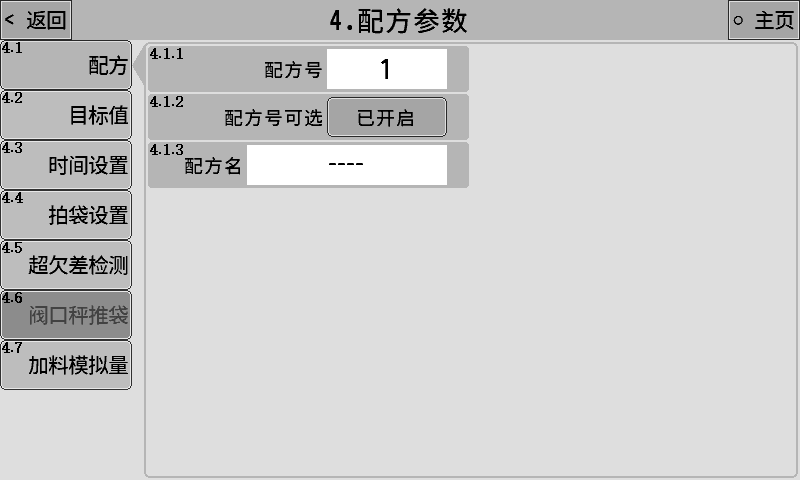 < 返回
4.配方参数
○ 主页
4.1
配方
4.2
目标值
4.3
时间设置
4.4
拍袋设置
4.5
超欠差检测
4.6
阀口秤推袋
4.7
加料模拟量
4.1.1
配方号 1
4.1.2
配方号可选 已开启
4.1.3
配方名 ----